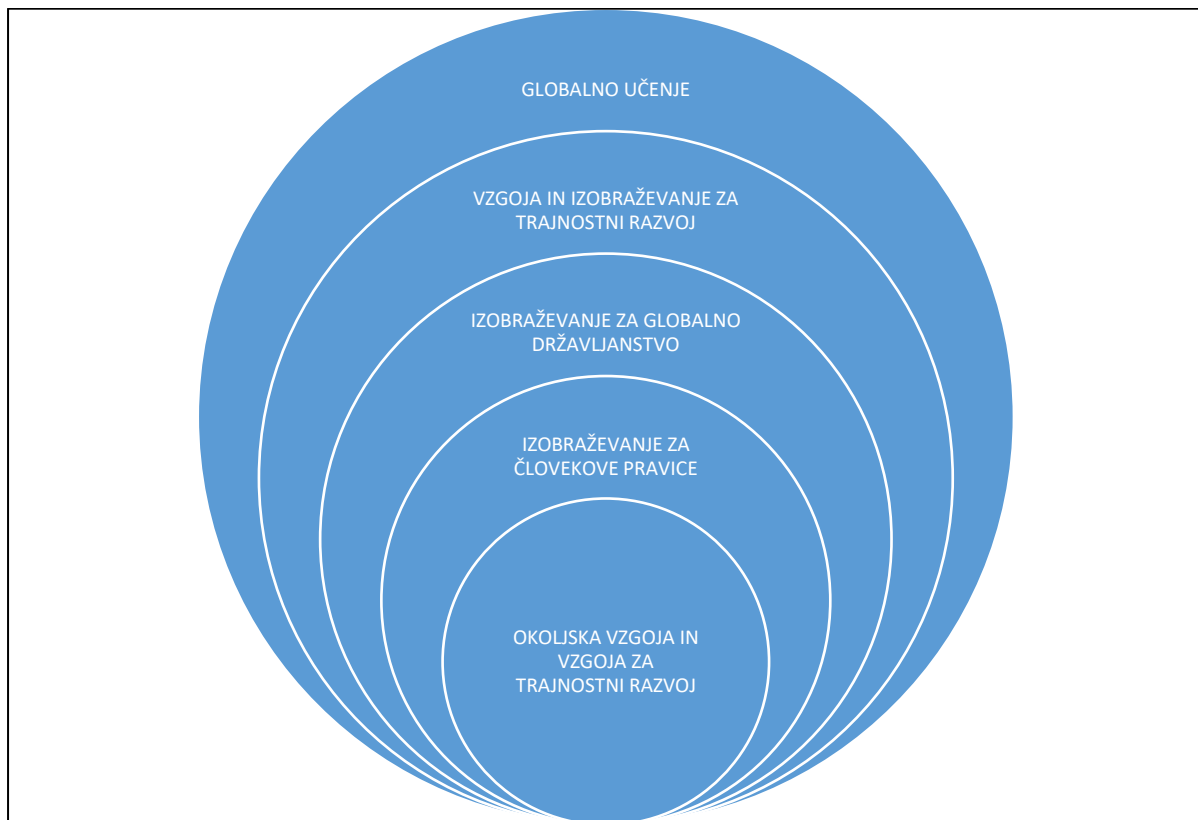 GLOBALNO UČENJE
VZGOJA IN IZOBRAŽEVANJE ZA
TRAJNOSTNI RAZVOJ
IZOBRAŽEVANJE ZA GLOBALNO
DRŽAVLJANSTVO
IZOBRAŽEVANJE ZA
ČLOVEKOVE PRAVICE
OKOLJSKA VZGOJA IN
VZGOJA ZA
TRAJNOSTNI RAZVOJ